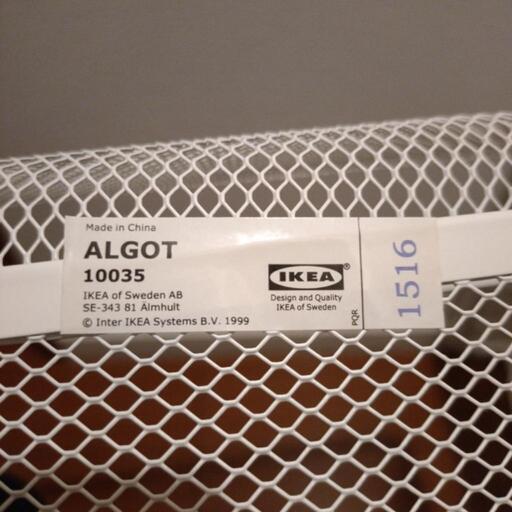 Made in China
ALGOT
10035
IKEA of Sweden AB
SE-343 81 Älmhult
© Inter IKEA Systems B.V. 1999
IKEA®
Design and Quality
IKEA of Sweden
PQR
1516